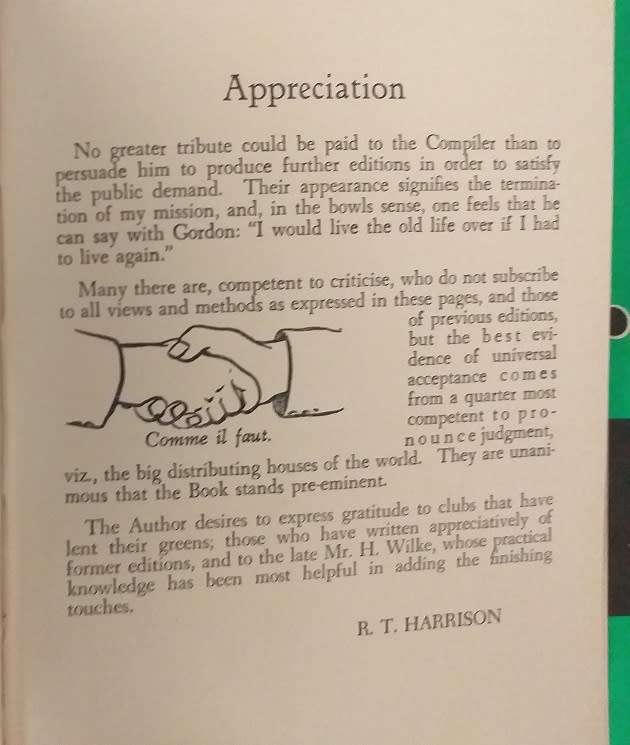 Appreciation
No greater tribute could be paid to the Compiler than to
persuade him to produce further editions in order to satisfy
the public demand. Their appearance signifies the termina-
tion of my mission, and, in the bowls sense, one feels that he
can say with Gordon: "I would live the old life over if I had
to live again."
Many there are, competent to criticise, who do not subscribe
to all views and methods as expressed in these pages, and those
of previous editions,
but the best evi-
dence of universal
acceptance comes
from a quarter most
competent to pro-
nounce judgment,
Comme il faut.
viz., the big distributing houses of the world. They are unani-
mous that the Book stands pre-eminent.
The Author desires to express gratitude to clubs that have
lent their greens; those who have written appreciatively of
former editions, and to the late Mr. H. Wilke, whose practical
knowledge has been most helpful in adding the finishing
touches.
R. T. HARRISON